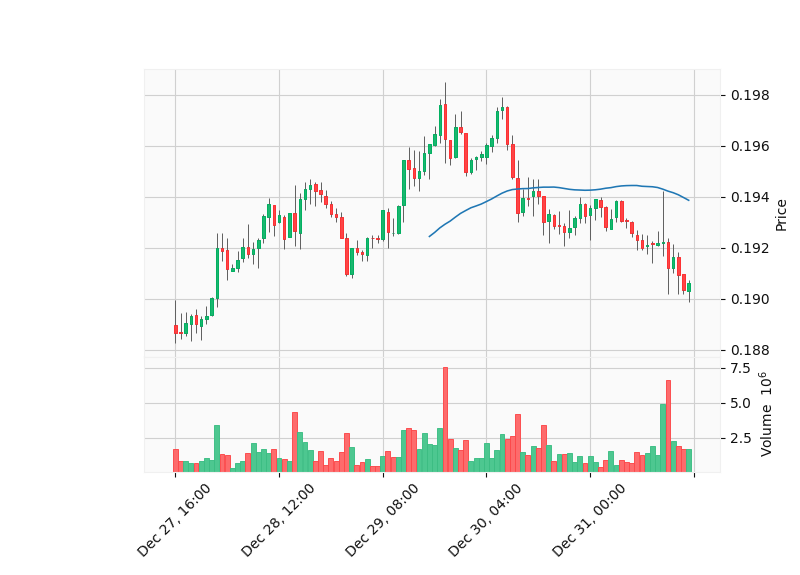 0.198
0.196
0.194
0.192
0.190
0.188
Price
7.5
5.0
2.5
Volume 10^6
Dec 27, 16:00
Dec 28, 12:00
Dec 29, 08:00
Dec 30, 04:00
Dec 31, 00:00